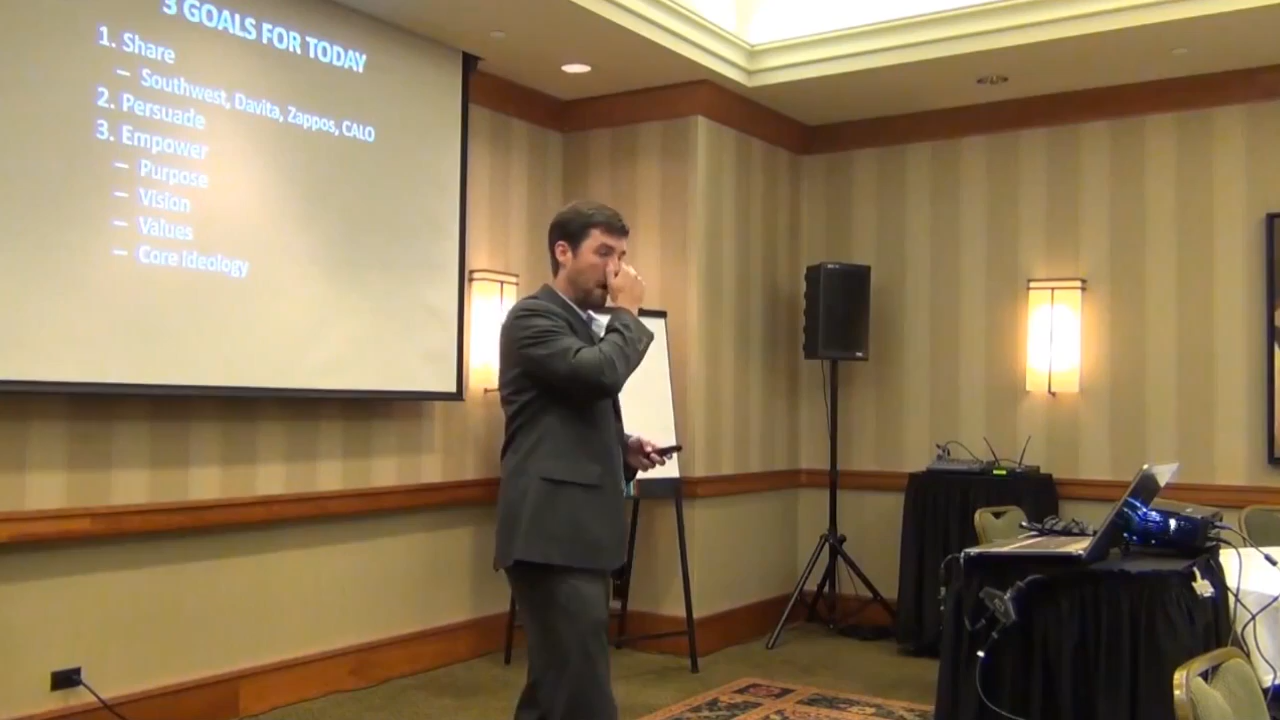 3 GOALS FOR TODAY
1. Share
– Southwest, Davita, Zappos, CALO
2. Persuade
3. Empower
– Purpose
– Vision
– Values
– Core Ideology